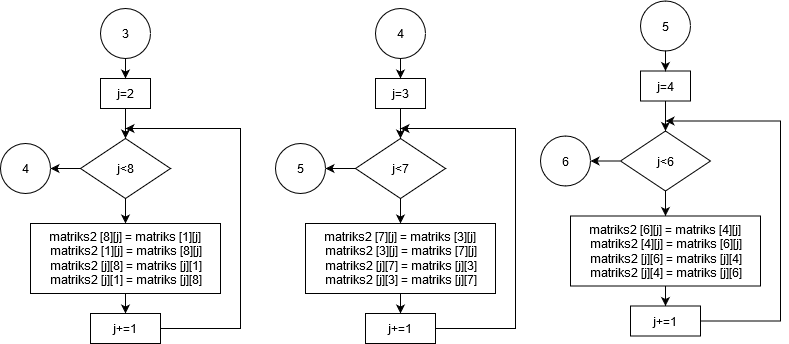 3
j=2
j<8
4
matriks2 [8][j] = matriks [1][j]
matriks2 [1][j] = matriks [8][j]
matriks2 [j][8] = matriks [j][1]
matriks2 [j][1] = matriks [j][8]
j+=1
4
j=3
j<7
5
matriks2 [7][j] = matriks [3][j]
matriks2 [3][j] = matriks [7][j]
matriks2 [j][7] = matriks [j][3]
matriks2 [j][3] = matriks [j][7]
j+=1
5
j=4
j<6
6
matriks2 [6][j] = matriks [4][j]
matriks2 [4][j] = matriks [6][j]
matriks2 [j][6] = matriks [j][4]
matriks2 [j][4] = matriks [j][6]
j+=1